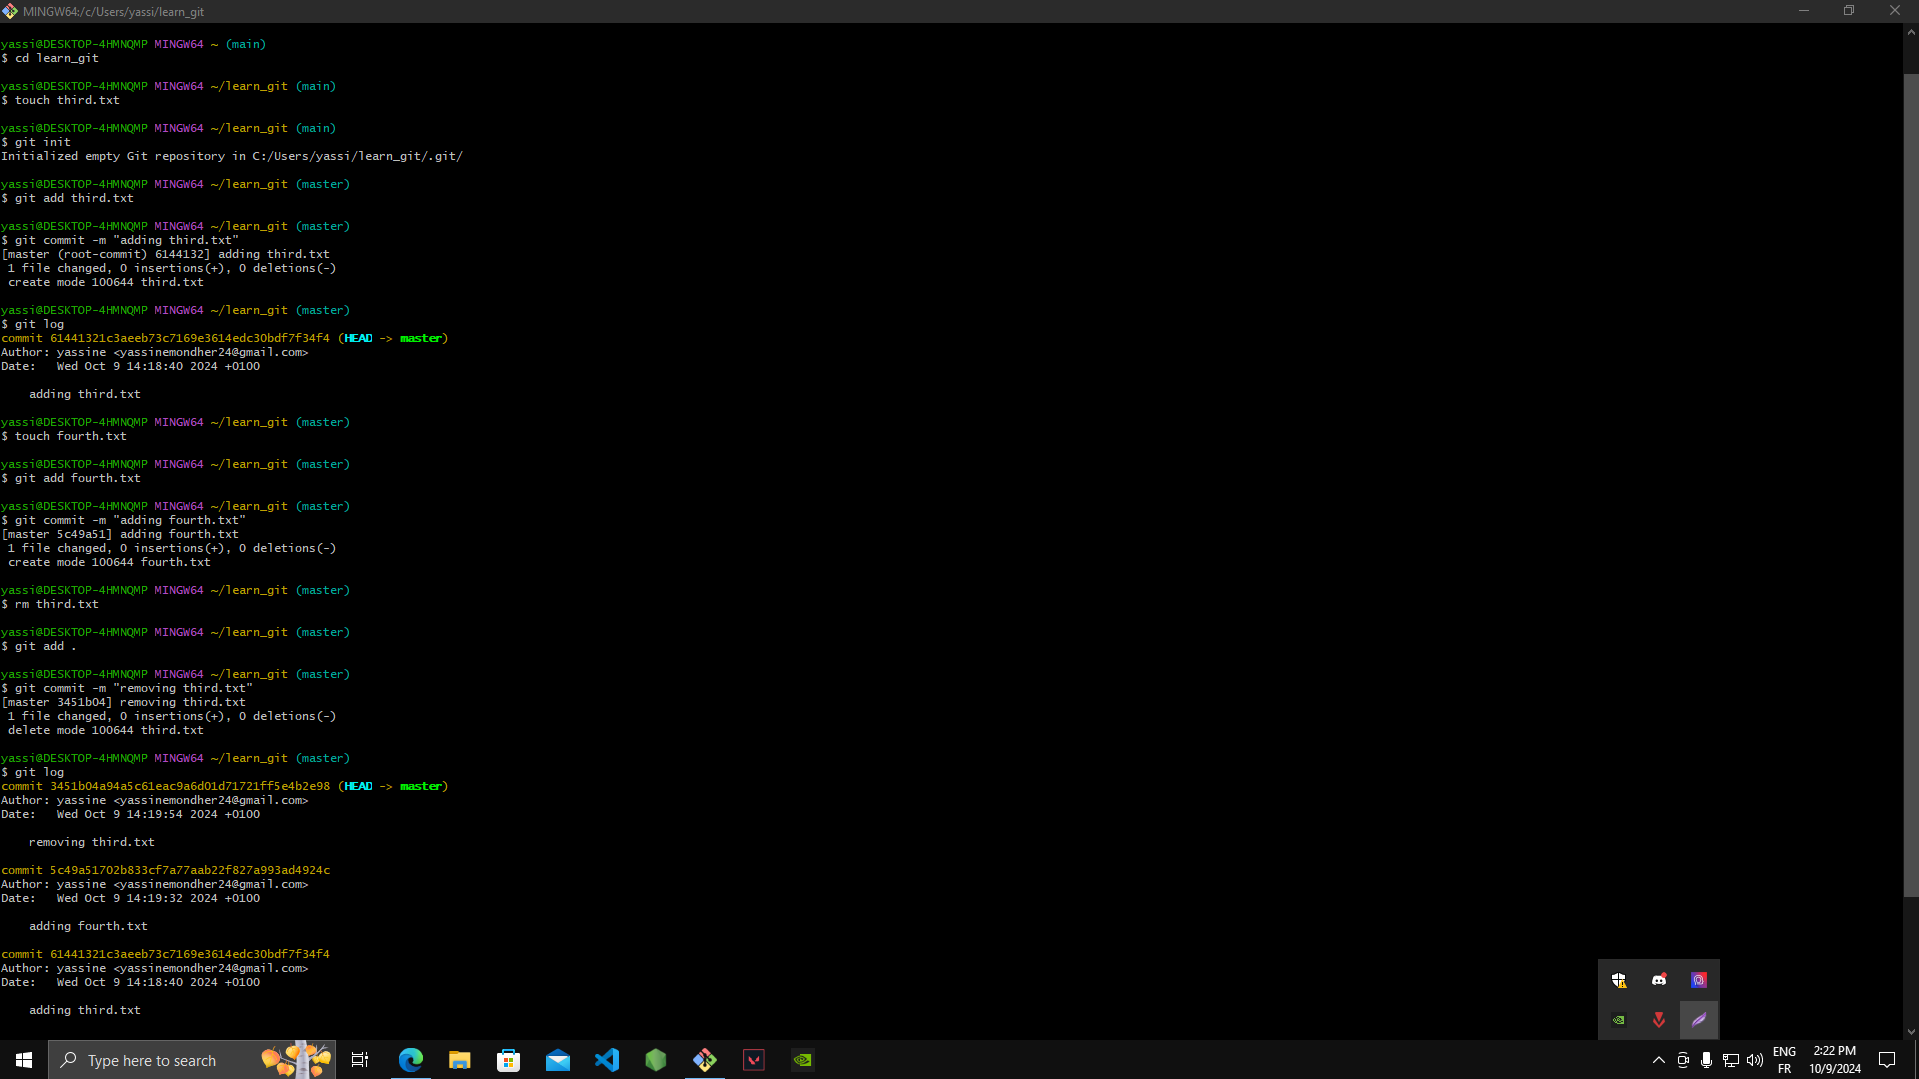 MINGW64:/c/Users/yassi/learn_git
yassi@DESKTOP-4HMNQMP MINGW64 ~ (main)
$ cd learn_git
yassi@DESKTOP-4HMNQMP MINGW64 ~/learn_git (main)
$ touch third.txt
yassi@DESKTOP-4HMNQMP MINGW64 ~/learn_git (main)
$ git init
Initialized empty Git repository in C:/Users/yassi/learn_git/.git/
yassi@DESKTOP-4HMNQMP MINGW64 ~/learn_git (master)
$ git add third.txt
yassi@DESKTOP-4HMNQMP MINGW64 ~/learn_git (master)
$ git commit -m "adding third.txt"
[master (root-commit) 6144132] adding third.txt
 1 file changed, 0 insertions(+), 0 deletions(-)
 create mode 100644 third.txt
yassi@DESKTOP-4HMNQMP MINGW64 ~/learn_git (master)
$ git log
commit 61441321c3aeeb73c7169e3614edc30bdf7f34f4 (HEAD -> master)
Author: yassine <yassinemondher24@gmail.com>
Date:   Wed Oct 9 14:18:40 2024 +0100
    adding third.txt
yassi@DESKTOP-4HMNQMP MINGW64 ~/learn_git (master)
$ touch fourth.txt
yassi@DESKTOP-4HMNQMP MINGW64 ~/learn_git (master)
$ git add fourth.txt
yassi@DESKTOP-4HMNQMP MINGW64 ~/learn_git (master)
$ git commit -m "adding fourth.txt"
[master 5c49a51] adding fourth.txt
 1 file changed, 0 insertions(+), 0 deletions(-)
 create mode 100644 fourth.txt
yassi@DESKTOP-4HMNQMP MINGW64 ~/learn_git (master)
$ rm third.txt
yassi@DESKTOP-4HMNQMP MINGW64 ~/learn_git (master)
$ git add .
yassi@DESKTOP-4HMNQMP MINGW64 ~/learn_git (master)
$ git commit -m "removing third.txt"
[master 3451b04] removing third.txt
 1 file changed, 0 insertions(+), 0 deletions(-)
 delete mode 100644 third.txt
yassi@DESKTOP-4HMNQMP MINGW64 ~/learn_git (master)
$ git log
commit 3451b04a94a5c61eac9a6d01d71721ff5e4b2e98 (HEAD -> master)
Author: yassine <yassinemondher24@gmail.com>
Date:   Wed Oct 9 14:19:54 2024 +0100
    removing third.txt
commit 5c49a51702b833cf7a77aab22f827a993ad4924c
Author: yassine <yassinemondher24@gmail.com>
Date:   Wed Oct 9 14:19:32 2024 +0100
    adding fourth.txt
commit 61441321c3aeeb73c7169e3614edc30bdf7f34f4
Author: yassine <yassinemondher24@gmail.com>
Date:   Wed Oct 9 14:18:40 2024 +0100
    adding third.txt
Type here to search
ENG
FR
2:22 PM
10/9/2024